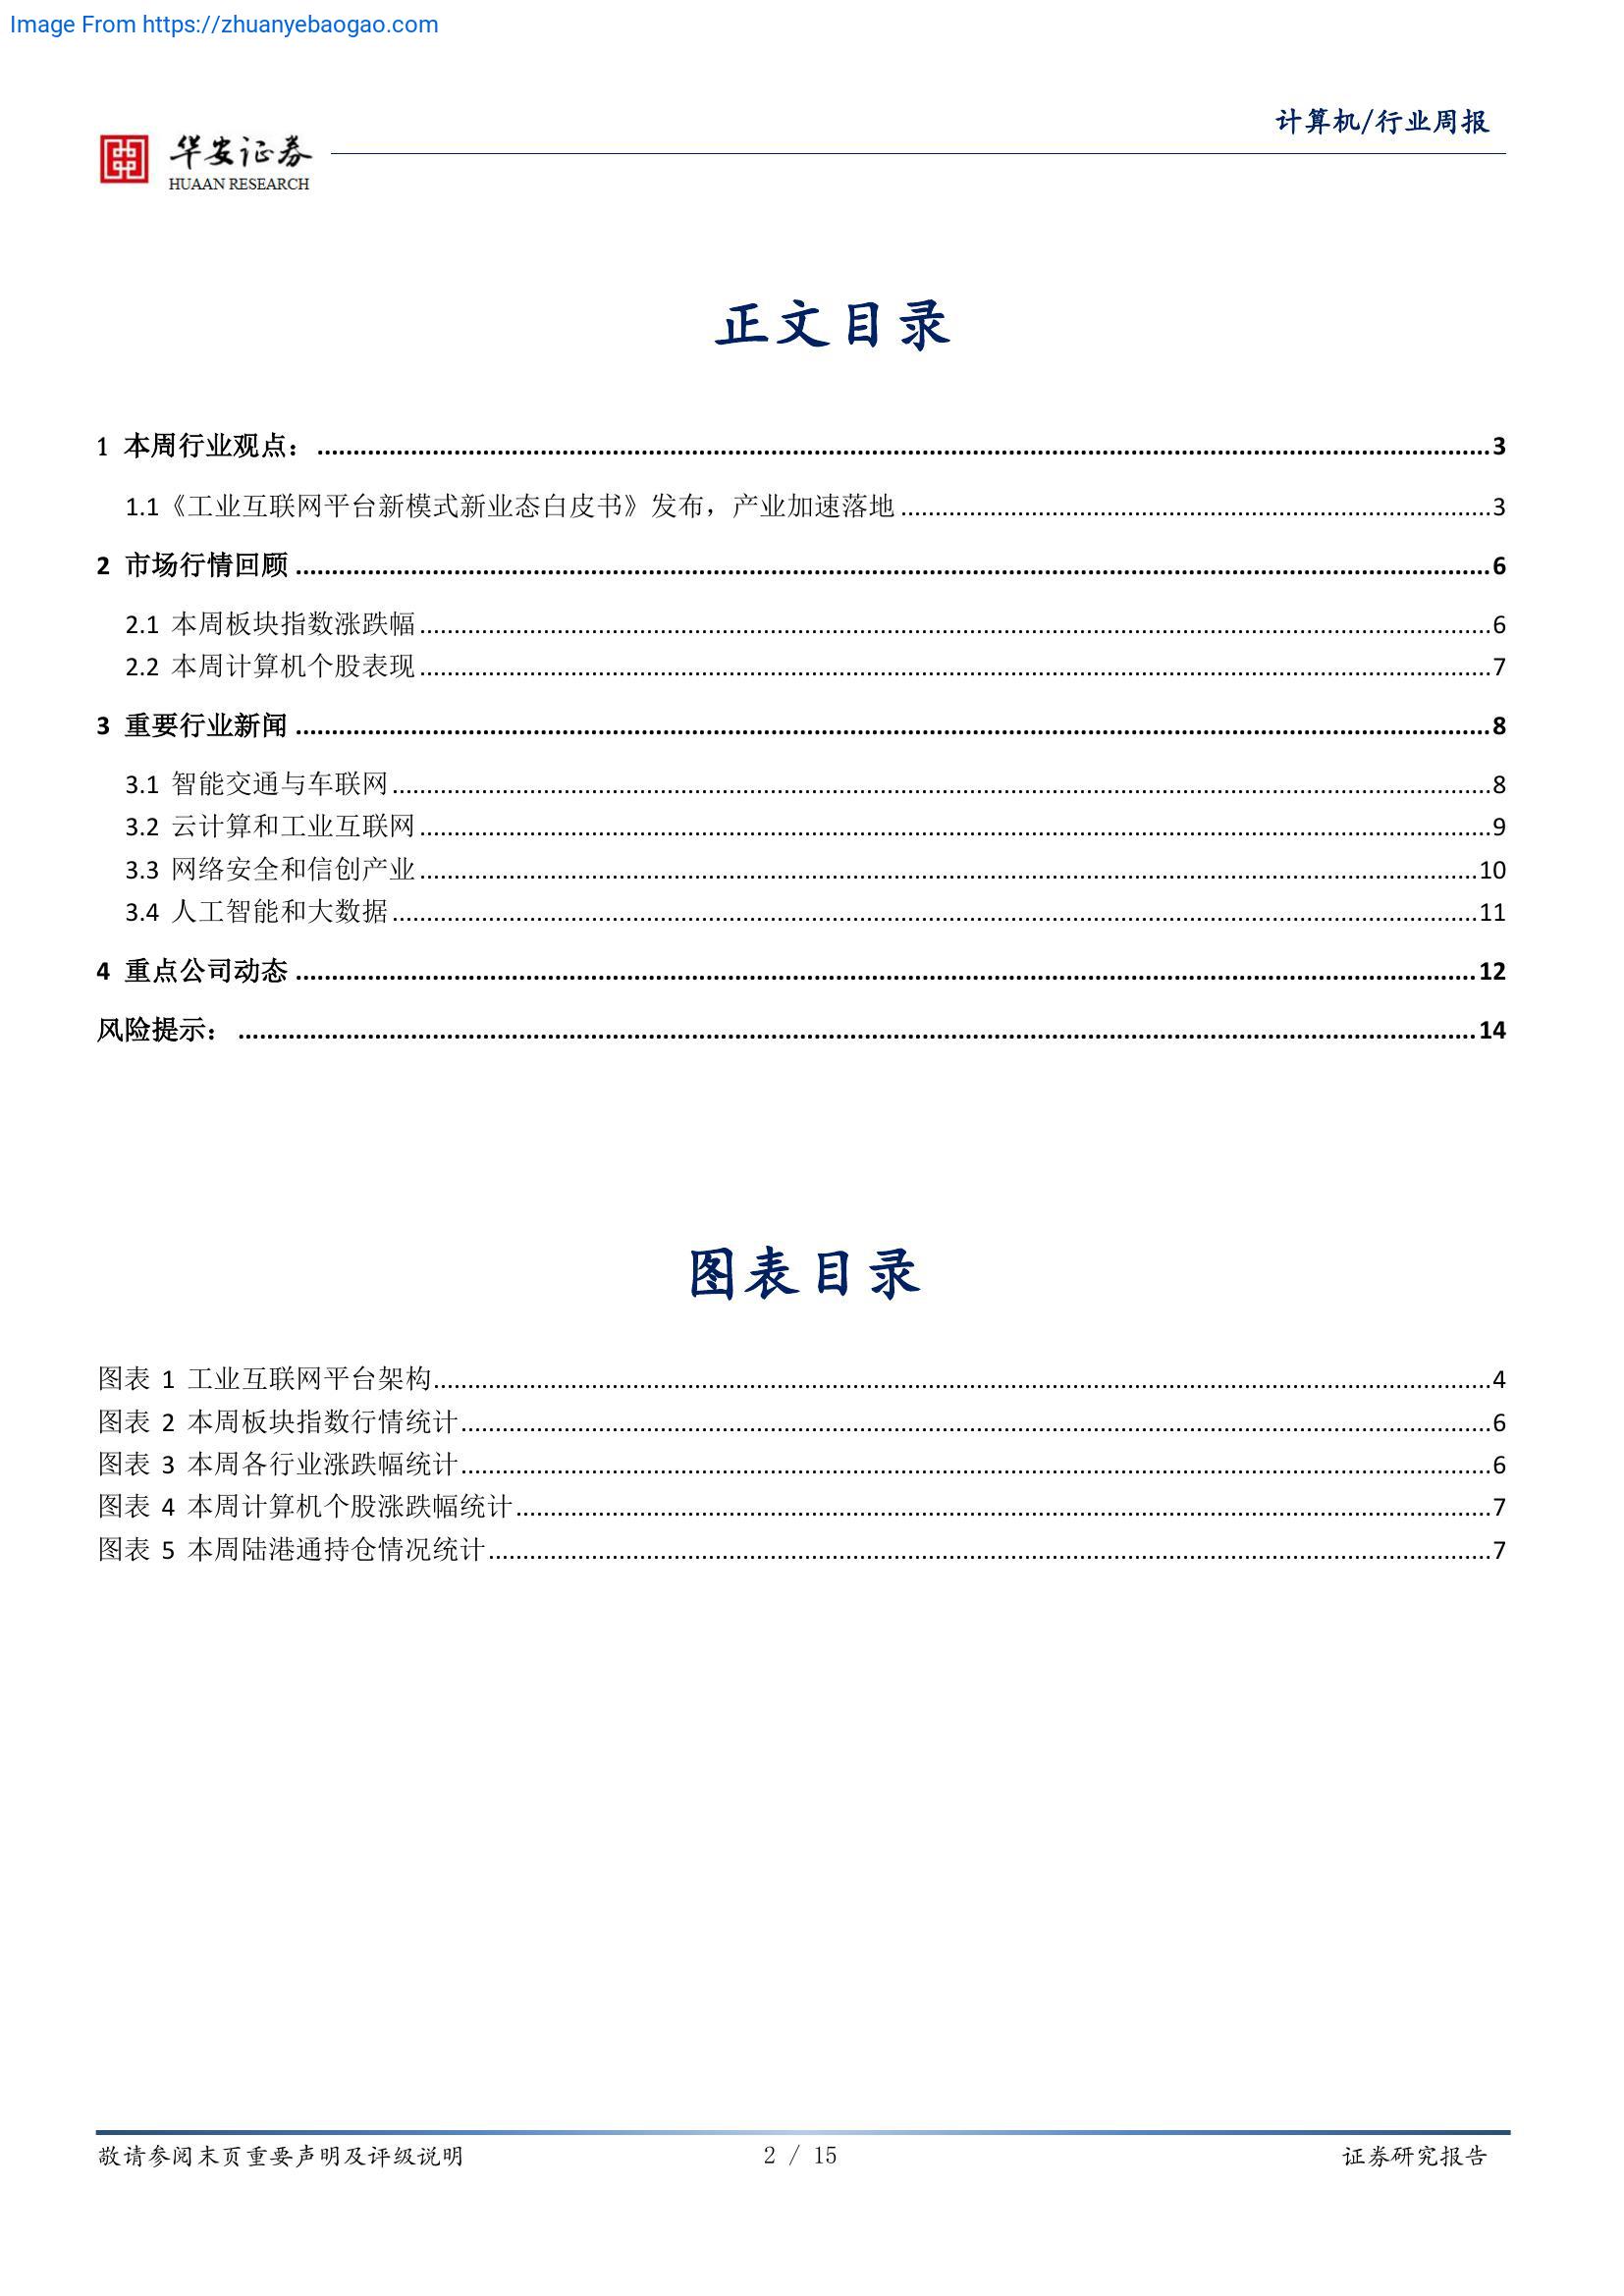 Image From https://zhuanyebaogao.com
计算机/行业周报
华安证券
HUAAN RESEARCH
正文目录
1 本周行业观点：...3
1.1《工业互联网平台新模式新业态白皮书》发布，产业加速落地...3
2 市场行情回顾...6
2.1 本周板块指数涨跌幅...6
2.2 本周计算机个股表现...7
3 重要行业新闻...8
3.1 智能交通与车联网...8
3.2 云计算和工业互联网...9
3.3 网络安全和信创产业...10
3.4 人工智能和大数据...11
4 重点公司动态...12
风险提示：...14
图表目录
图表 1 工业互联网平台架构...4
图表 2 本周板块指数行情统计...6
图表 3 本周各行业涨跌幅统计...6
图表 4 本周计算机个股涨跌幅统计...7
图表 5 本周陆港通持仓情况统计...7
敬请参阅末页重要声明及评级说明 2 / 15 证券研究报告